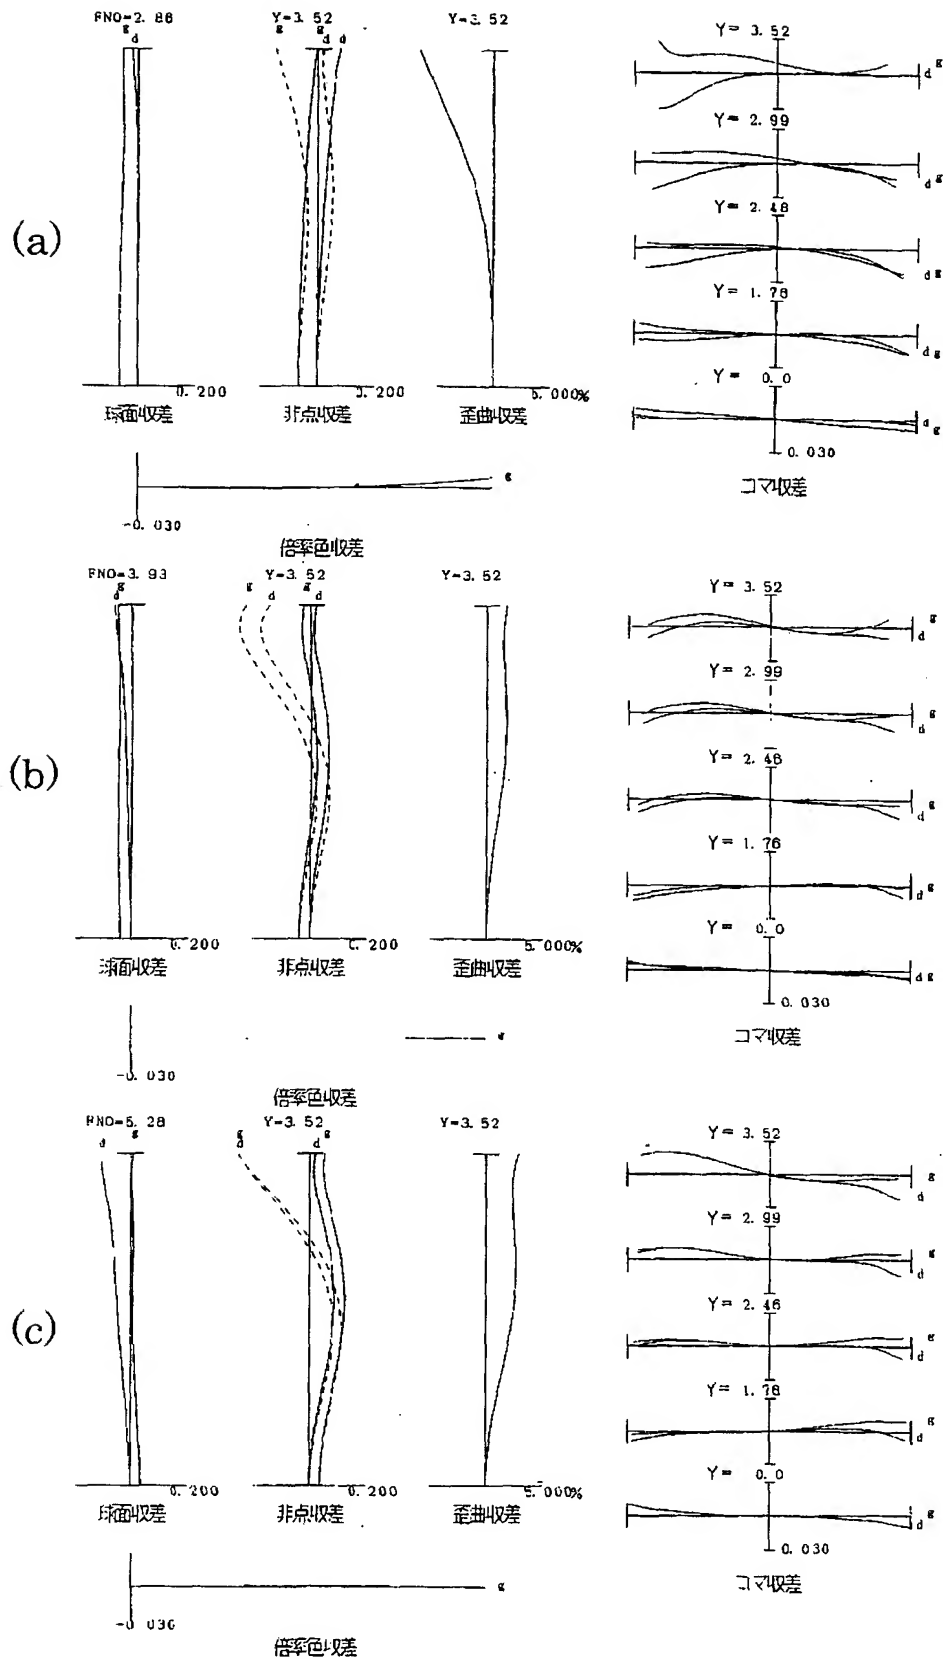 (a)
FNO=2.86
g
d
0.200
球面収差
Y=3.52
g
g
d
d
0.200
非点収差
Y=3.52
5.000%
歪曲収差
Y= 3.52
d g
Y= 2.99
d g
Y= 2.48
d g
Y= 1.76
d g
Y= 0.0
d g
0.030
コマ収差
g
-0.030
倍率色収差
(b)
FNO=3.93
d g
0.200
球面収差
Y=3.52
g
d
g
d
0.200
非点収差
Y=3.52
5.000%
歪曲収差
Y= 3.52
d g
Y= 2.99
d g
Y= 2.46
d g
Y= 1.76
d g
Y= 0.0
d g
0.030
コマ収差
-0.030
倍率色収差
(c)
FNO=5.28
d g
0.200
球面収差
Y=3.52
g
d
d g
0.200
非点収差
Y=3.52
5.000%
歪曲収差
Y= 3.52
d g
Y= 2.99
d g
Y= 2.46
d g
Y= 1.76
d g
Y= 0.0
d g
0.030
コマ収差
g
-0.030
倍率色収差